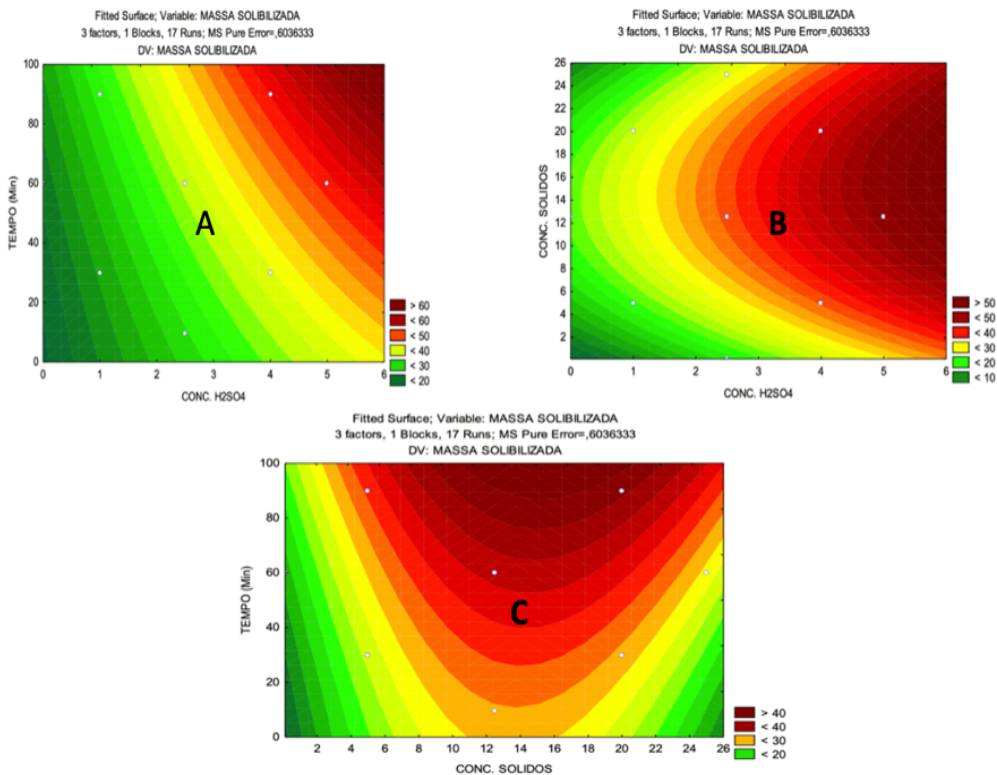 Fitted Surface; Variable: MASSA SOLIBILIZADA
3 factors, 1 Blocks, 17 Runs; MS Pure Error=,6036333
DV: MASSA SOLIBILIZADA
100
80
60
40
20
0
TEMPO (Min)
A
0 1 2 3 4 5 6
CONC. H2SO4
> 60
< 60
< 50
< 40
< 30
< 20
Fitted Surface; Variable: MASSA SOLIBILIZADA
3 factors, 1 Blocks, 17 Runs; MS Pure Error=,6036333
DV: MASSA SOLIBILIZADA
26
24
22
20
18
16
14
12
10
8
6
4
2
CONC. SOLIDOS
B
0 1 2 3 4 5 6
CONC. H2SO4
> 50
< 50
< 40
< 30
< 20
< 10
Fitted Surface; Variable: MASSA SOLIBILIZADA
3 factors, 1 Blocks, 17 Runs; MS Pure Error=,6036333
DV: MASSA SOLIBILIZADA
100
80
60
40
20
0
TEMPO (Min)
C
2 4 6 8 10 12 14 16 18 20 22 24 26
CONC. SOLIDOS
> 40
< 40
< 30
< 20